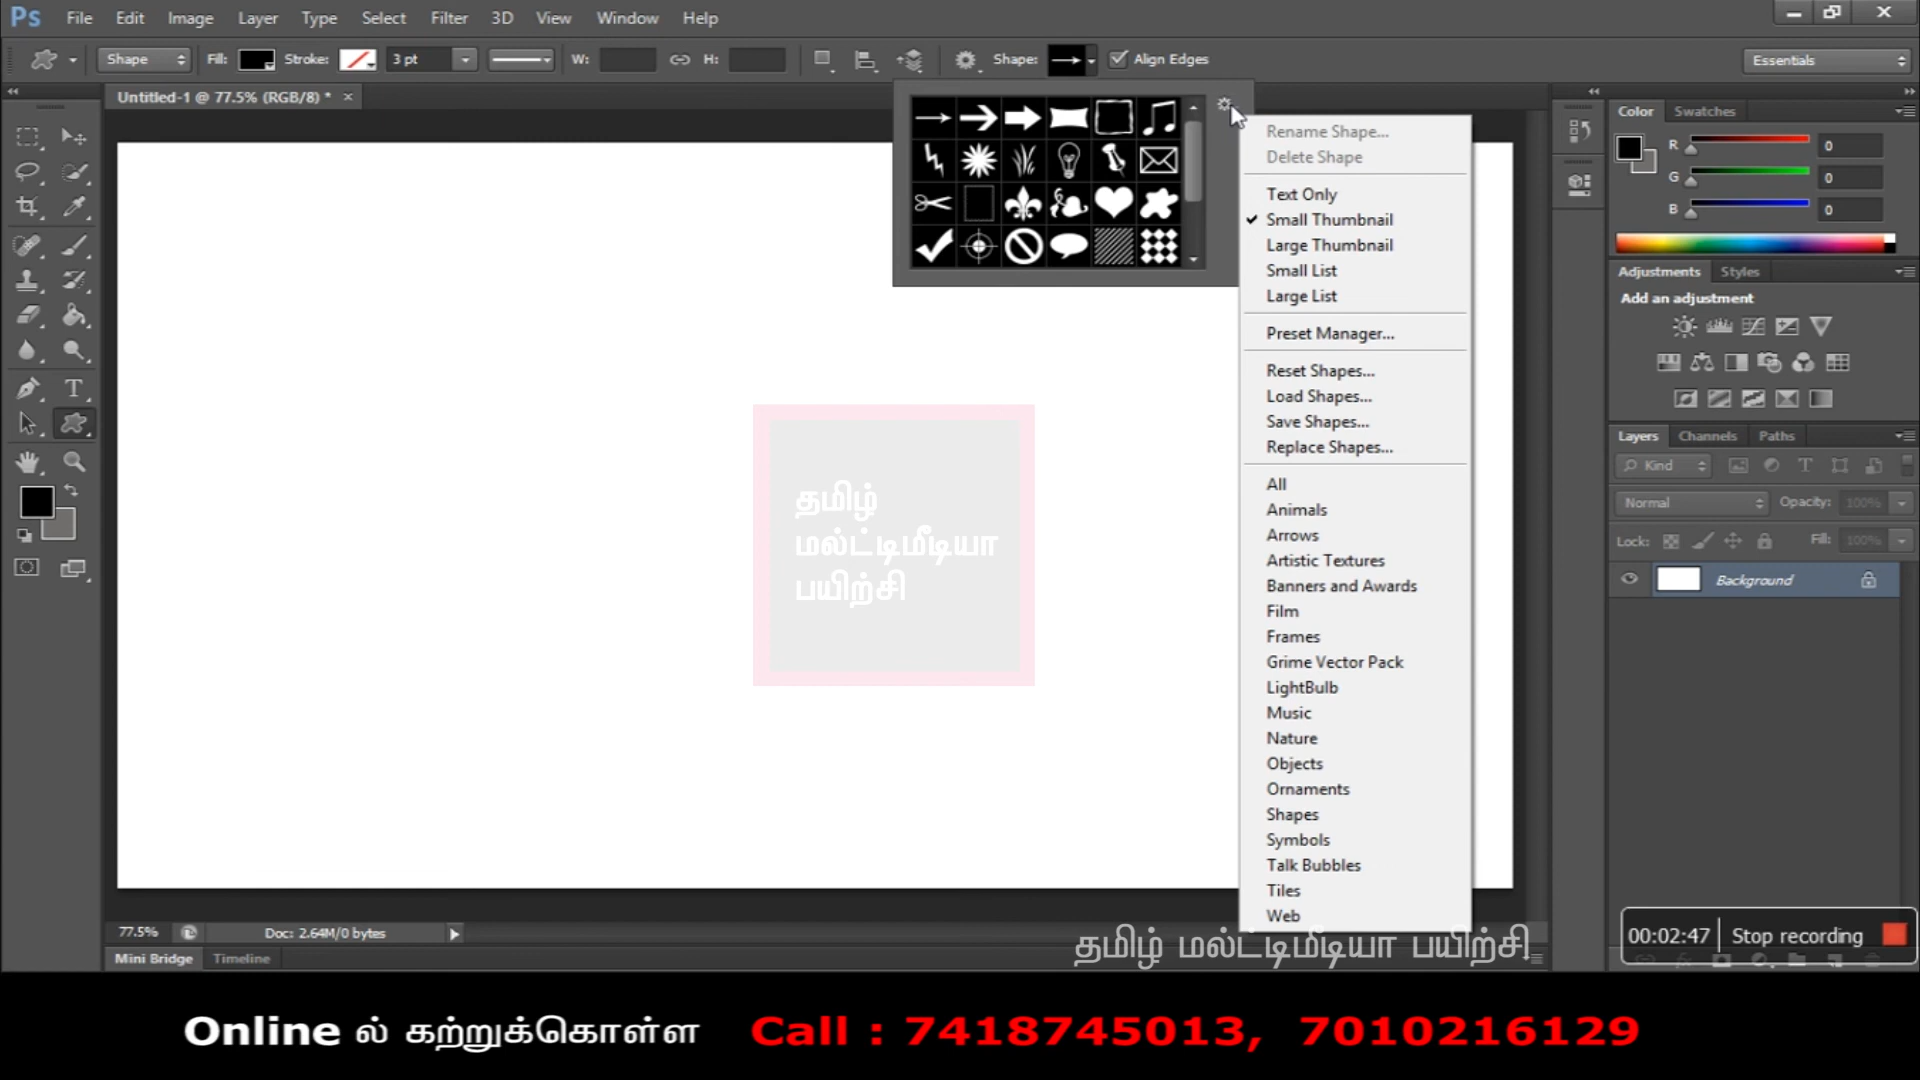 Ps File Edit Image Layer Type Select Filter 3D View Window Help
Shape Fill: Stroke: 3 pt W: H: Shape: Align Edges Essentials
Untitled-1 @ 77.5% (RGB/8) *
Rename Shape...
Delete Shape
Text Only
Small Thumbnail
Large Thumbnail
Small List
Large List
Preset Manager...
Reset Shapes...
Load Shapes...
Save Shapes...
Replace Shapes...
All
Animals
Arrows
Artistic Textures
Banners and Awards
Film
Frames
Grime Vector Pack
LightBulb
Music
Nature
Objects
Ornaments
Shapes
Symbols
Talk Bubbles
Tiles
Web
Color Swatches
R 0
G 0
B 0
Adjustments Styles
Add an adjustment
Layers Channels Paths
Kind
Normal Opacity: 100%
Lock: Fill: 100%
Background
தமிழ்
மல்ட்டிமீடியா
பயிற்சி
77.5% Doc: 2.64M/0 bytes
Mini Bridge Timeline
தமிழ் மல்ட்டிமீடியா பயிற்சி
00:02:47 Stop recording
Online ல் கற்றுக்கொள்ள Call : 7418745013, 7010216129